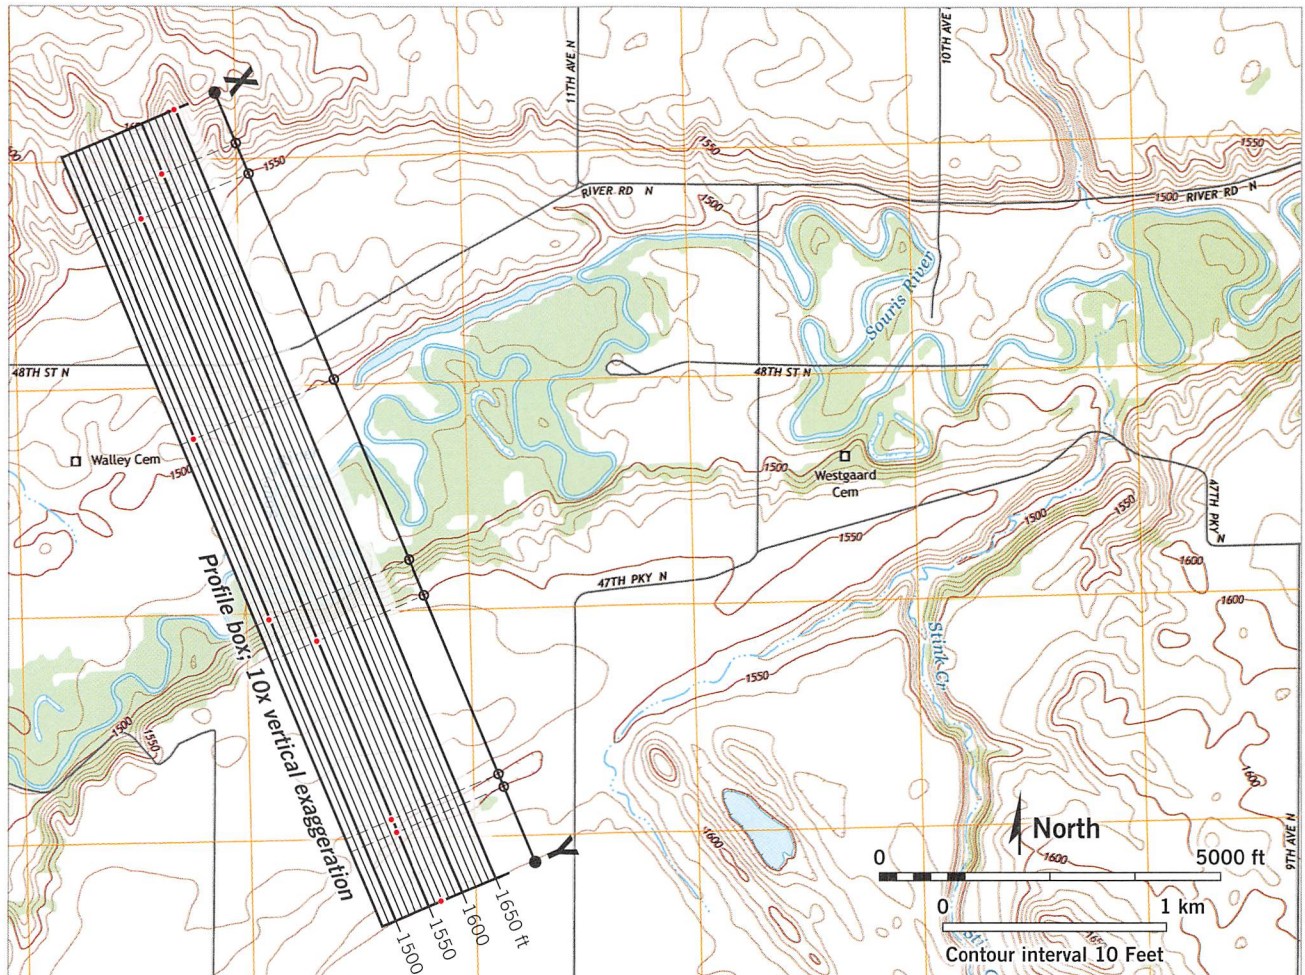 X
11TH AVE N
10TH AVE
1550
1550
1550
RIVER RD N
1500
1500
RIVER RD N
Souris River
48TH ST N
48TH ST N
Walley Cem
1500
1500
Westgaard
Cem
47TH PKY N
1500
1550
1550
1600
47TH PKY N
1600
Profile box; 10x vertical exaggeration
Stink Cr
1550
1500
1550
1600
1600
Y
North
1600
9TH AVE N
0
5000 ft
0
1 km
Contour interval 10 Feet
1500
1550
1600
1650 ft